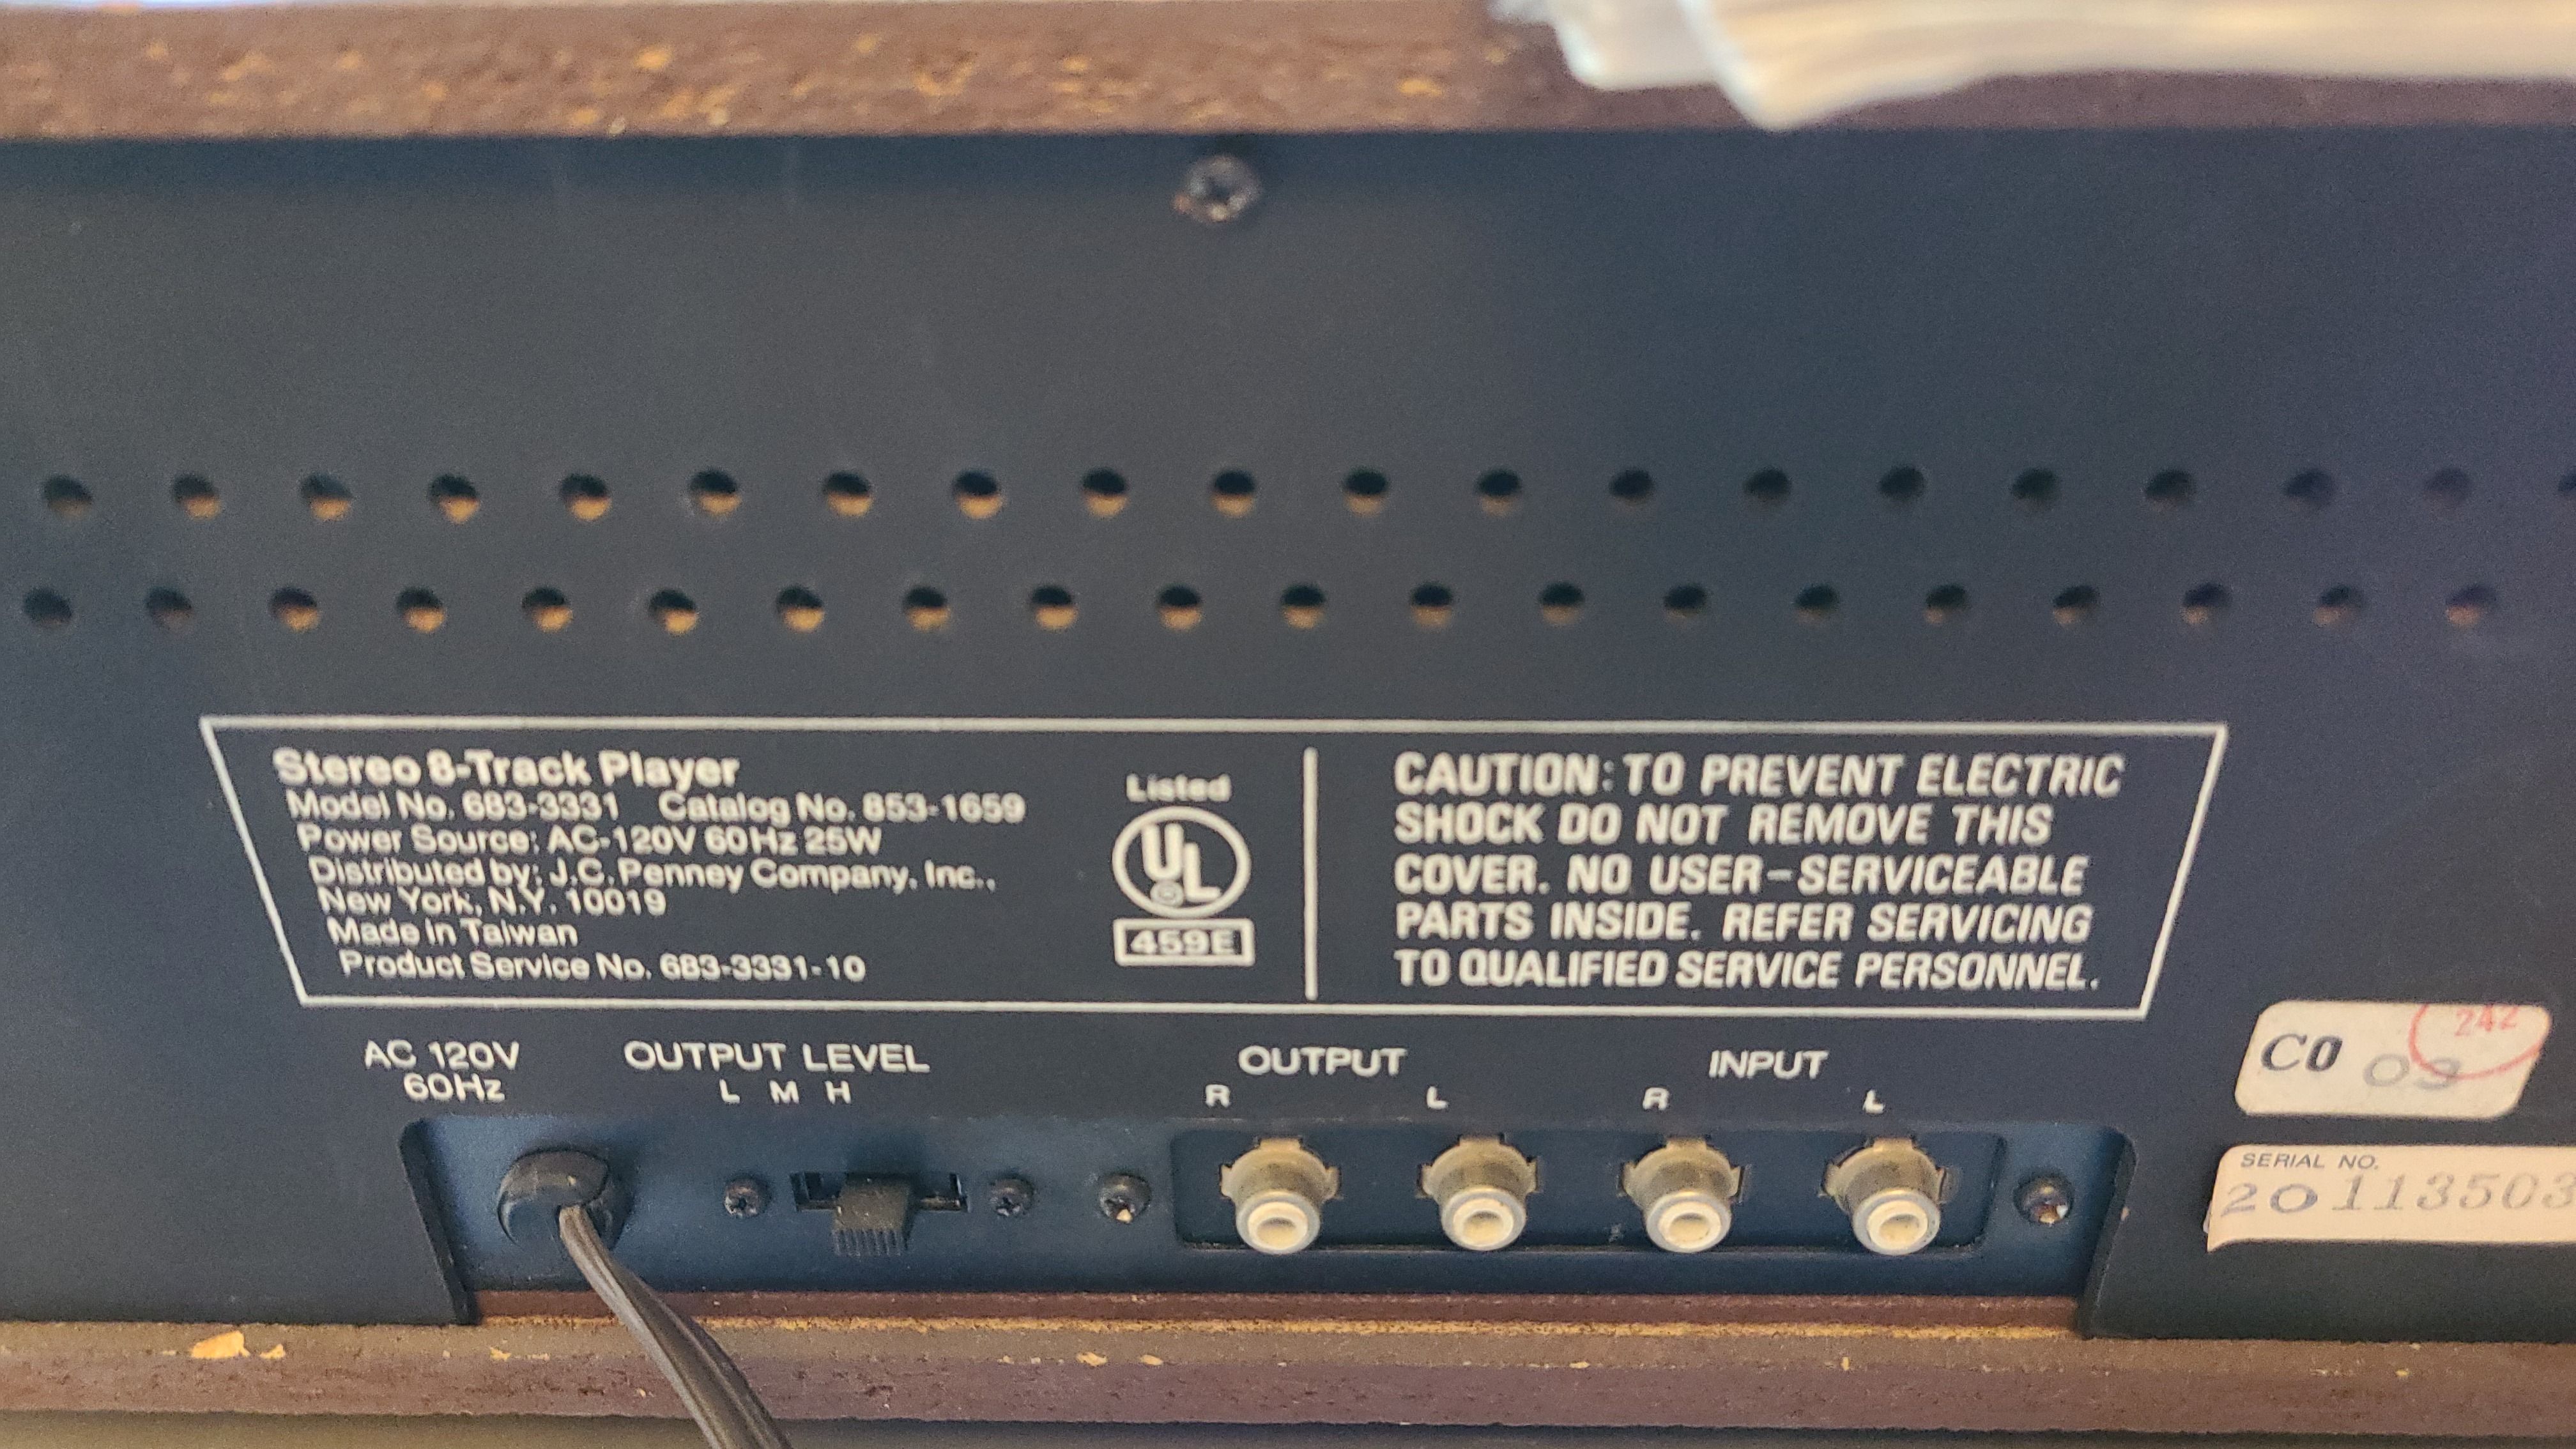 Stereo 8-Track Player
Model No. 683-3331 Catalog No. 853-1659
Power Source: AC-120V 60Hz 25W
Distributed by: J.C. Penney Company, Inc.,
New York, N.Y. 10019
Made in Taiwan
Product Service No. 683-3331-10
Listed
UL
459E
CAUTION: TO PREVENT ELECTRIC
SHOCK DO NOT REMOVE THIS
COVER. NO USER-SERVICEABLE
PARTS INSIDE. REFER SERVICING
TO QUALIFIED SERVICE PERSONNEL.
AC 120V
60Hz
OUTPUT LEVEL
L M H
OUTPUT
R L
INPUT
R L
242
CO 03
SERIAL NO.
20113503